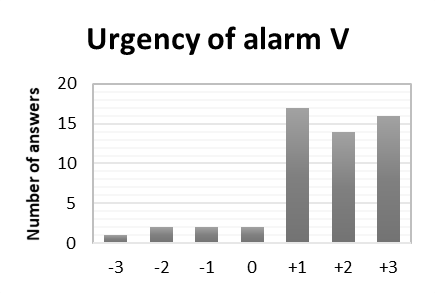 Urgency of alarm V
Number of answers
20
15
10
5
0
-3 -2 -1 0 +1 +2 +3